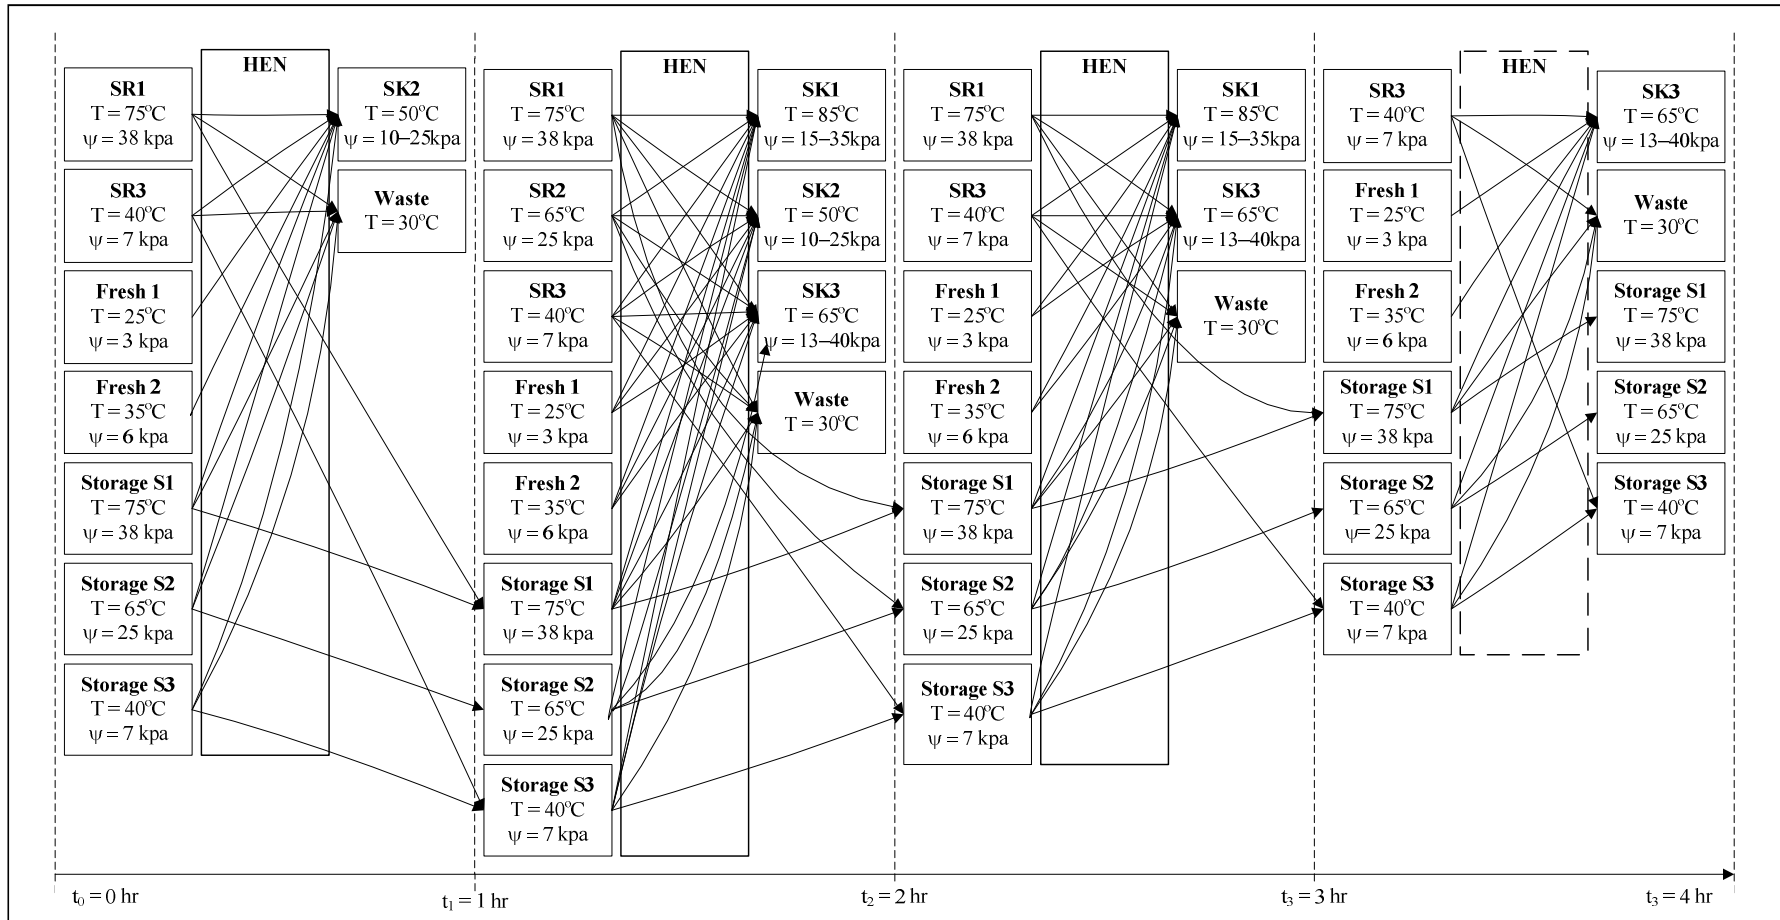 HEN
SR1
T = 75°C
ψ = 38 kpa
SR3
T = 40°C
ψ = 7 kpa
Fresh 1
T = 25°C
ψ = 3 kpa
Fresh 2
T = 35°C
ψ = 6 kpa
Storage S1
T = 75°C
ψ = 38 kpa
Storage S2
T = 65°C
ψ = 25 kpa
Storage S3
T = 40°C
ψ = 7 kpa
SK2
T = 50°C
ψ = 10–25kpa
Waste
T = 30°C
HEN
SR1
T = 75°C
ψ = 38 kpa
SR2
T = 65°C
ψ = 25 kpa
SR3
T = 40°C
ψ = 7 kpa
Fresh 1
T = 25°C
ψ = 3 kpa
Fresh 2
T = 35°C
ψ = 6 kpa
Storage S1
T = 75°C
ψ = 38 kpa
Storage S2
T = 65°C
ψ = 25 kpa
Storage S3
T = 40°C
ψ = 7 kpa
SK1
T = 85°C
ψ = 15–35kpa
SK2
T = 50°C
ψ = 10–25kpa
SK3
T = 65°C
ψ = 13–40kpa
Waste
T = 30°C
HEN
SR1
T = 75°C
ψ = 38 kpa
SR3
T = 40°C
ψ = 7 kpa
Fresh 1
T = 25°C
ψ = 3 kpa
Fresh 2
T = 35°C
ψ = 6 kpa
Storage S1
T = 75°C
ψ = 38 kpa
Storage S2
T = 65°C
ψ = 25 kpa
Storage S3
T = 40°C
ψ = 7 kpa
SK1
T = 85°C
ψ = 15–35kpa
SK3
T = 65°C
ψ = 13–40kpa
Waste
T = 30°C
HEN
SR3
T = 40°C
ψ = 7 kpa
Fresh 1
T = 25°C
ψ = 3 kpa
Fresh 2
T = 35°C
ψ = 6 kpa
Storage S1
T = 75°C
ψ = 38 kpa
Storage S2
T = 65°C
ψ= 25 kpa
Storage S3
T = 40°C
ψ = 7 kpa
SK3
T = 65°C
ψ = 13–40kpa
Waste
T = 30°C
Storage S1
T = 75°C
ψ = 38 kpa
Storage S2
T = 65°C
ψ = 25 kpa
Storage S3
T = 40°C
ψ = 7 kpa
t₀ = 0 hr
t₁ = 1 hr
t₂ = 2 hr
t₃ = 3 hr
t₃ = 4 hr